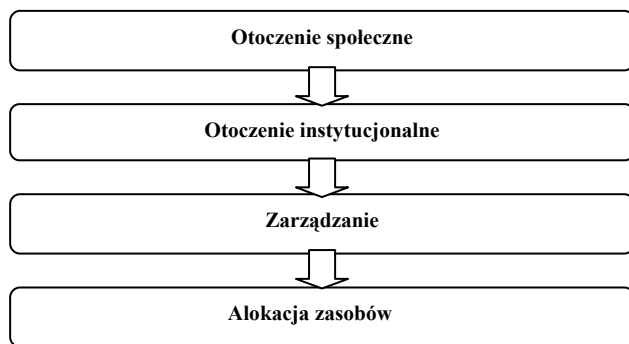 Otoczenie społeczne
Otoczenie instytucjonalne
Zarządzanie
Alokacja zasobów